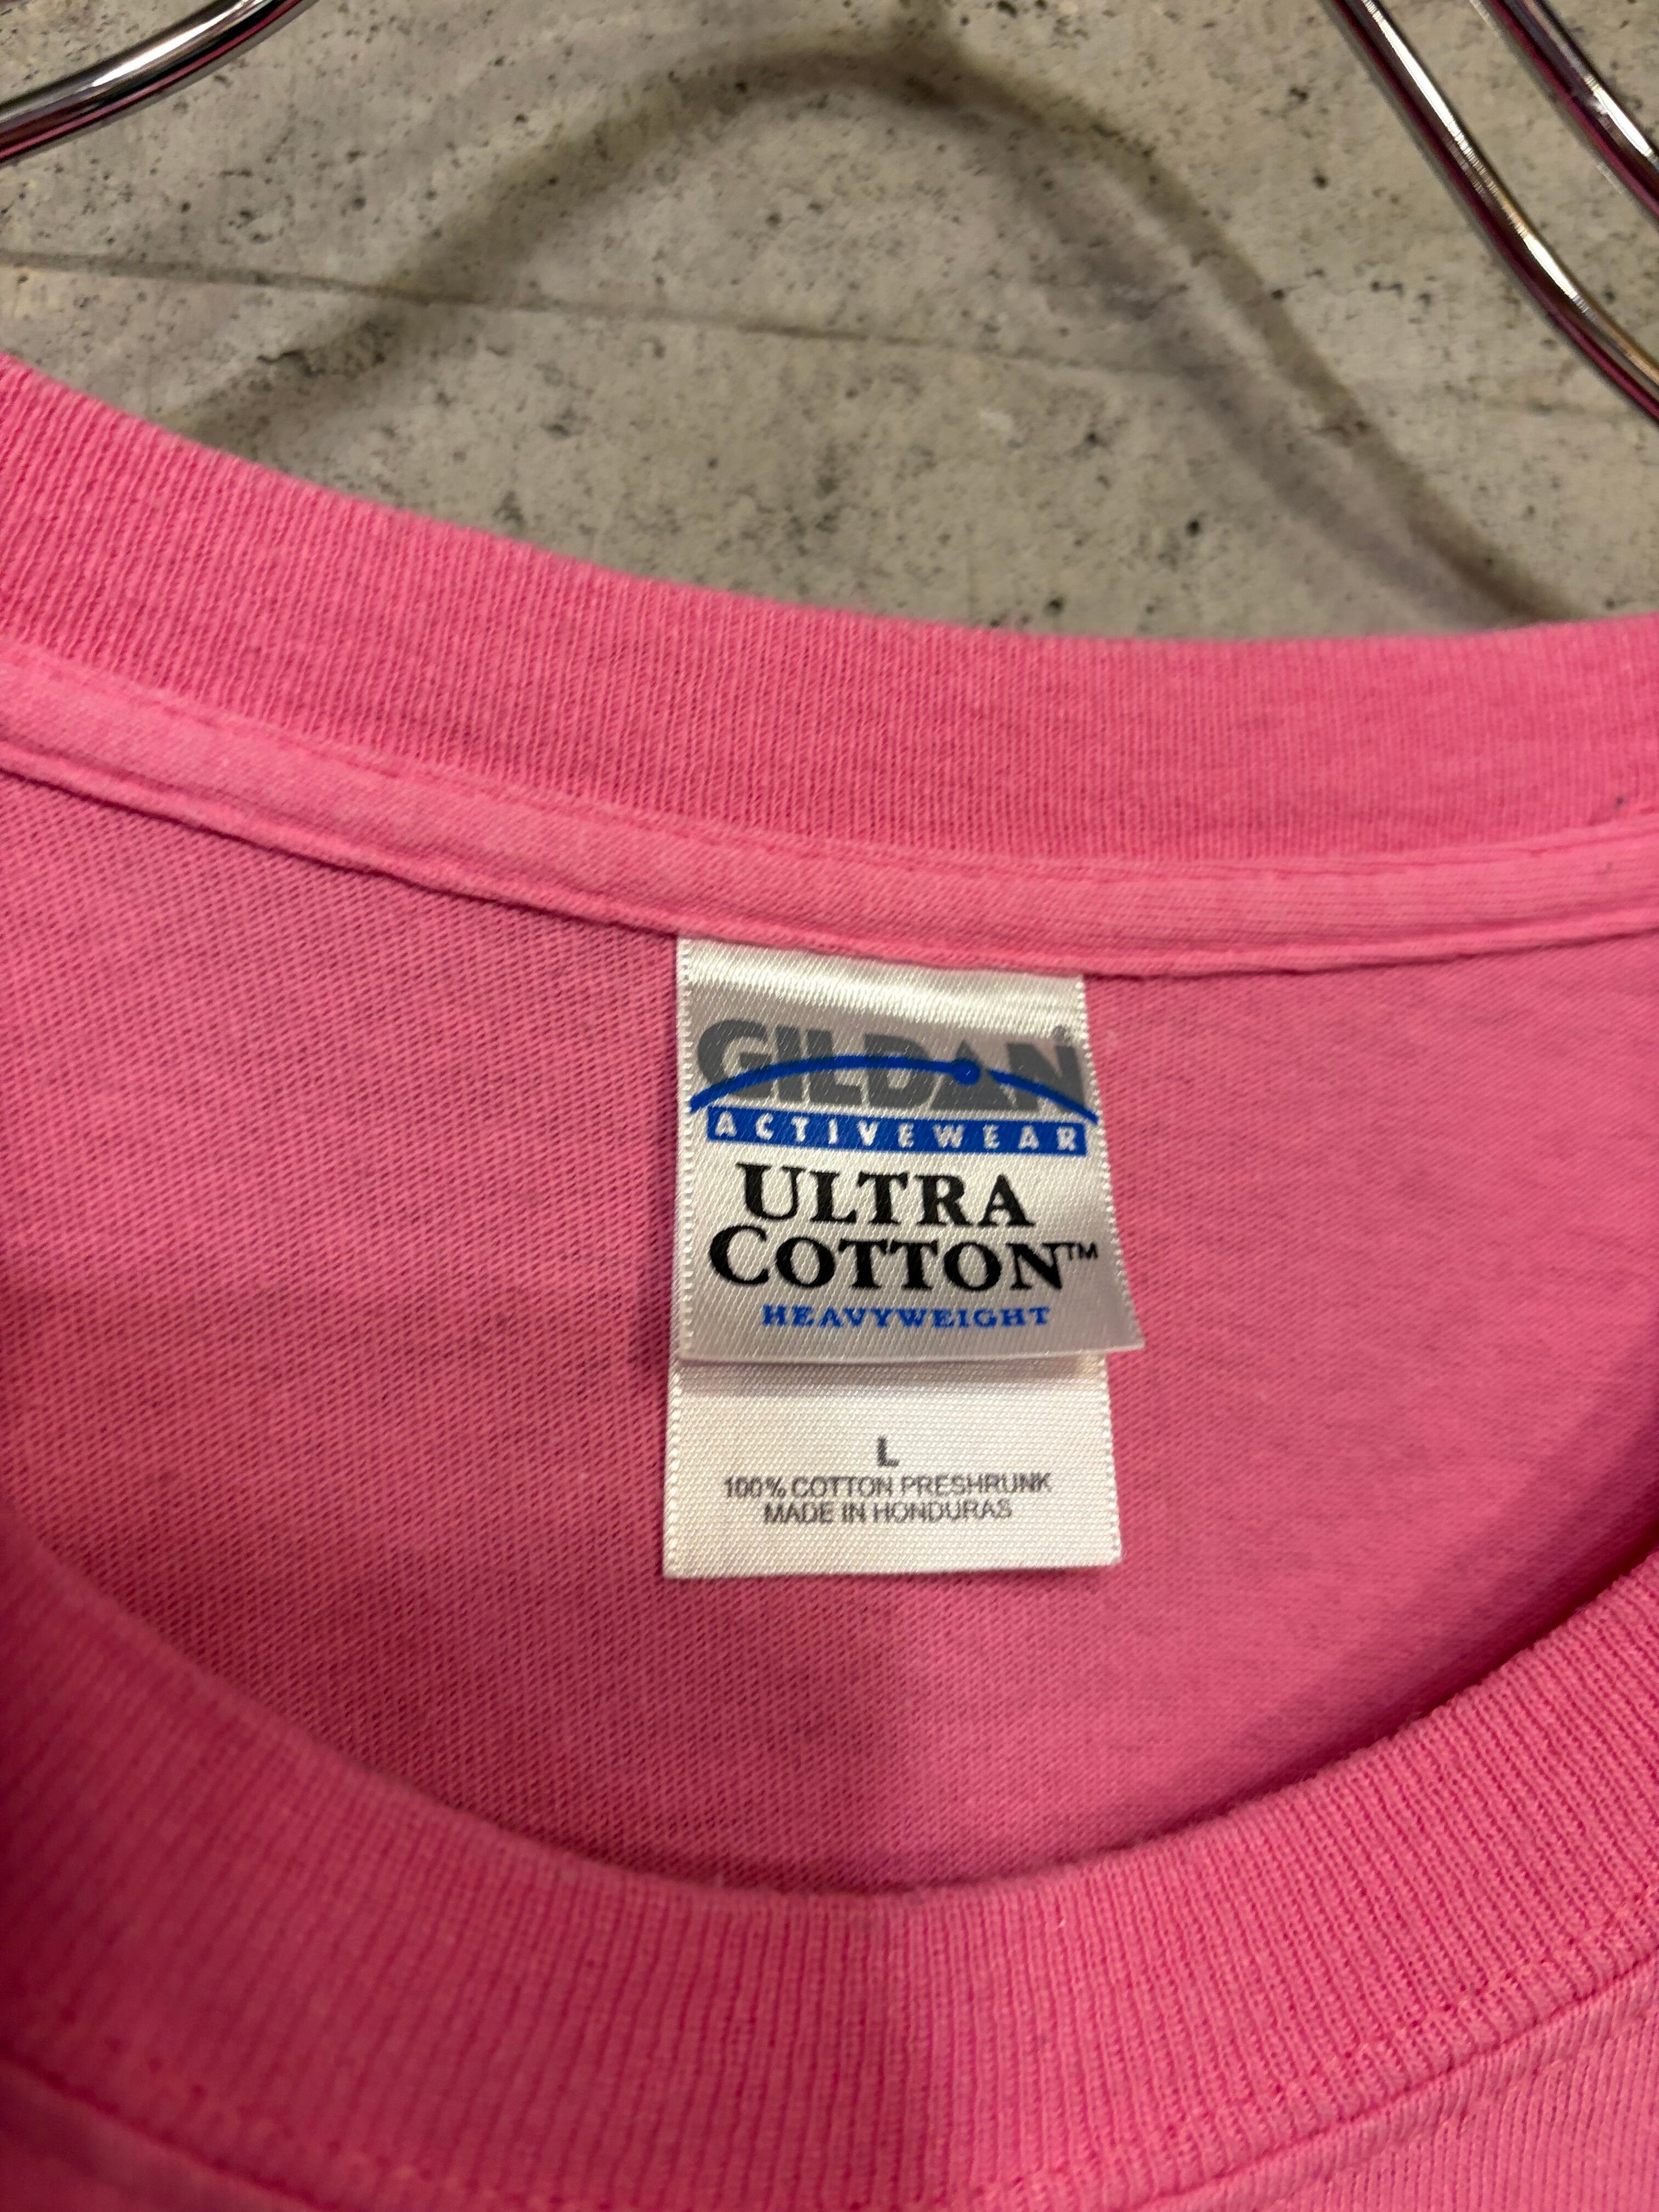 GILDAN®
ACTIVEWEAR
ULTRA
COTTON™
HEAVYWEIGHT
L
100% COTTON PRESHRUNK
MADE IN HONDURAS